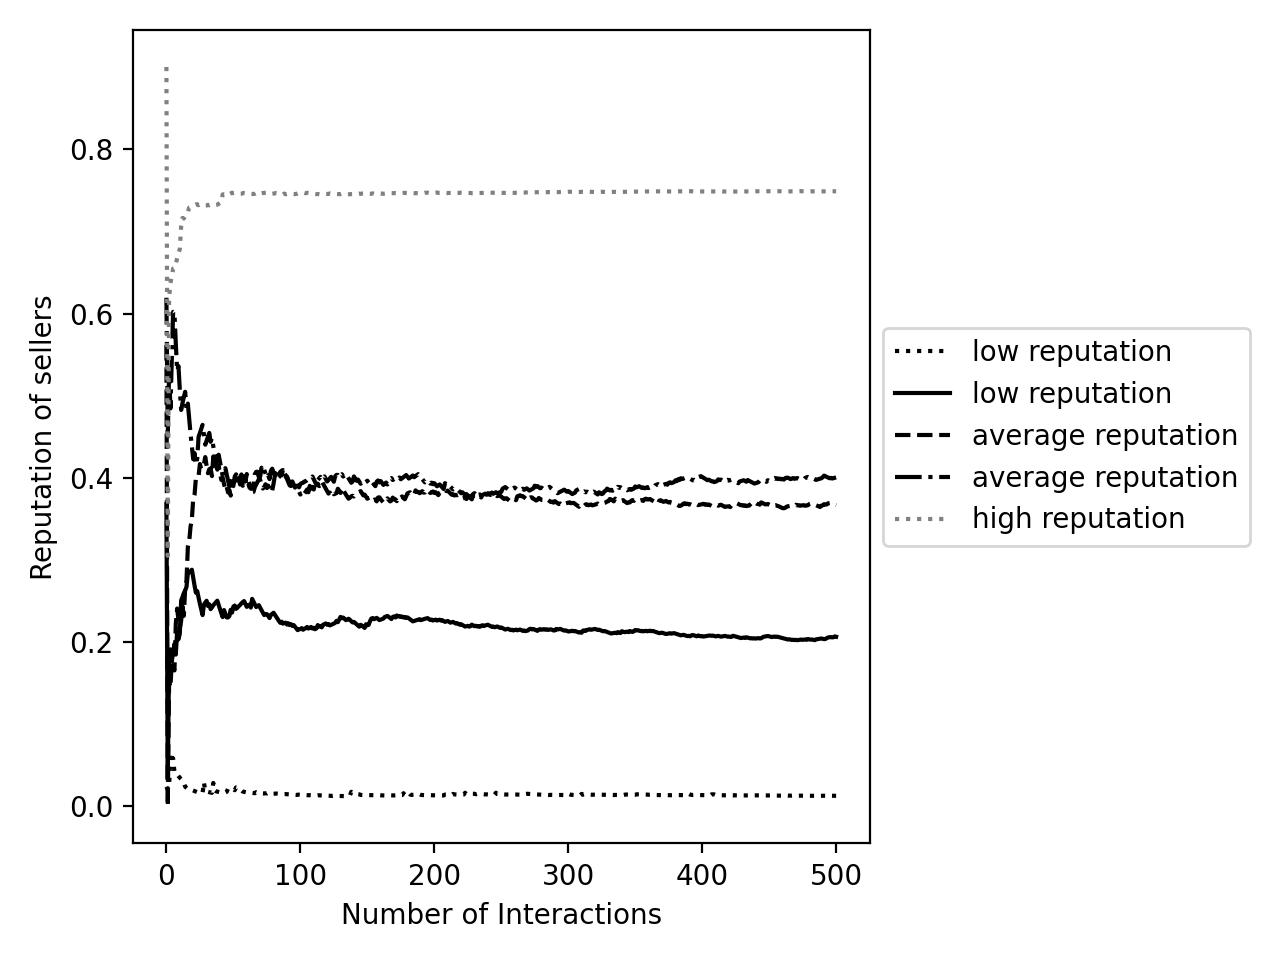 0.8
0.6
0.4
0.2
0.0
Reputation of sellers
0 100 200 300 400 500
Number of Interactions
low reputation
low reputation
average reputation
average reputation
high reputation